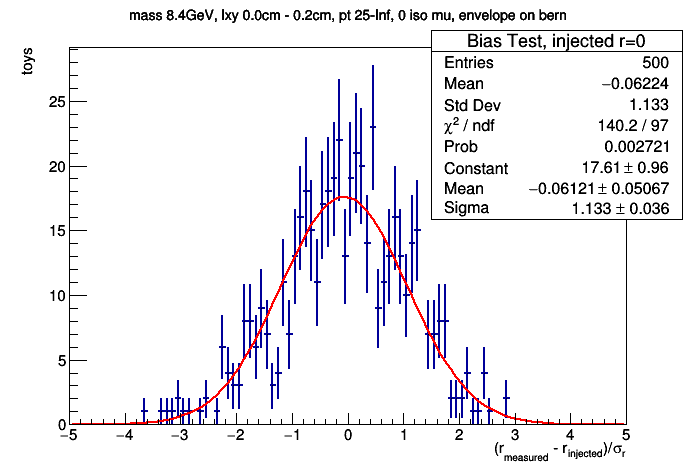 mass 8.4GeV, lxy 0.0cm - 0.2cm, pt 25-Inf, 0 iso mu, envelope on bern
Bias Test, injected r=0
Entries 500
Mean −0.06224
Std Dev 1.133
χ² / ndf 140.2 / 97
Prob 0.002721
Constant 17.61 ± 0.96
Mean −0.06121 ± 0.05067
Sigma 1.133 ± 0.036
toys
25
20
15
10
5
0
−5 −4 −3 −2 −1 0 1 2 3 4 5
(r_measured - r_injected)/σ_r